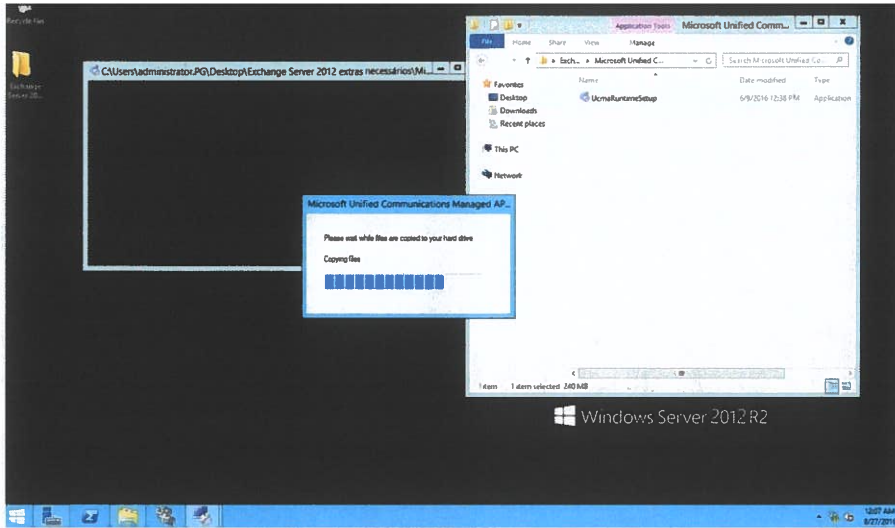 Recycle Bin
Exchange
Server 20...
C:\Users\administrator.PG\Desktop\Exchange Server 2012 extras necessários\Mi...
Application Tools
Microsoft Unified Comm...
File
Home
Share
View
Manage
Exch...
Microsoft Unified C...
Search Microsoft Unified Co...
Favorites
Desktop
Downloads
Recent places
This PC
Network
Name
Date modified
Type
UcmaRuntimeSetup
6/9/2016 12:38 PM
Application
Microsoft Unified Communications Managed AP...
Please wait while files are copied to your hard drive
Copying files
1 item
1 item selected 240 MB
Windows Server 2012 R2
12:07 AM